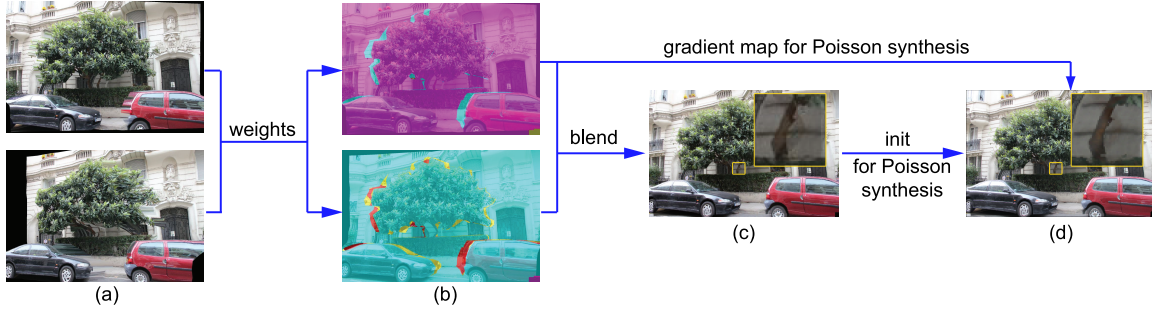 gradient map for Poisson synthesis
weights
blend
init
for Poisson
synthesis
(a)
(b)
(c)
(d)